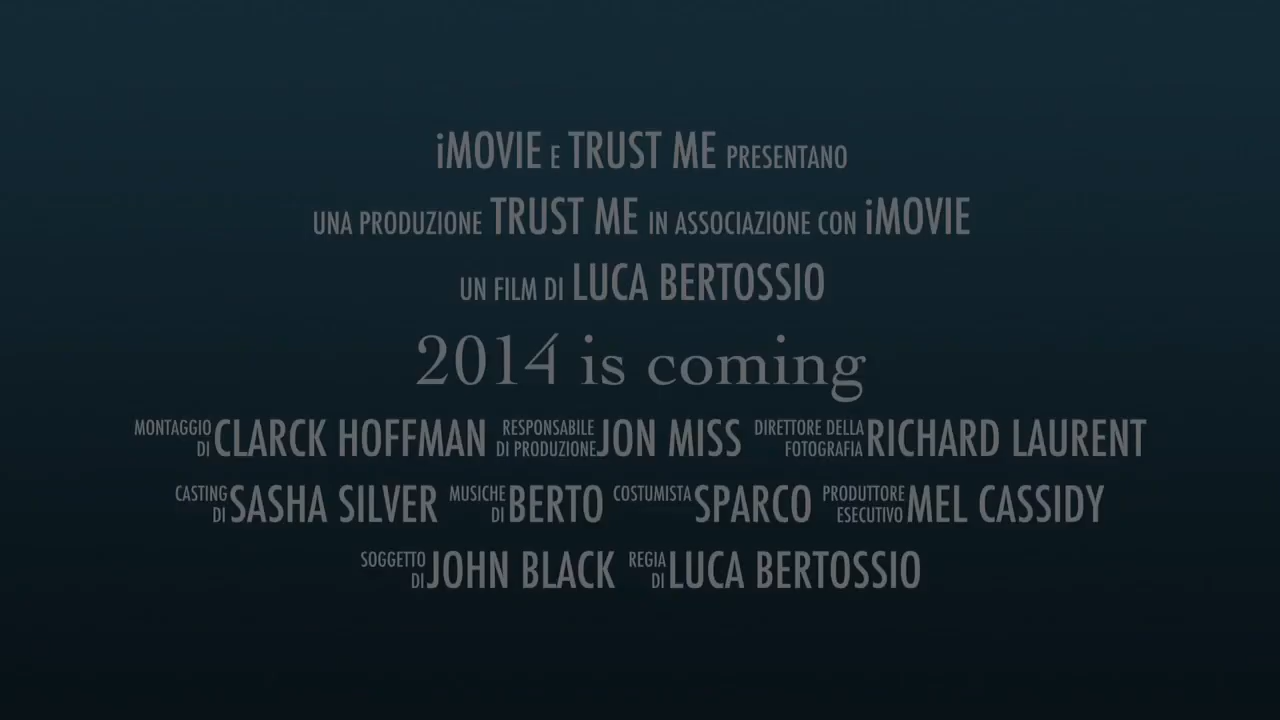 iMOVIE E TRUST ME PRESENTANO
UNA PRODUZIONE TRUST ME IN ASSOCIAZIONE CON iMOVIE
UN FILM DI LUCA BERTOSSIO
2014 is coming
MONTAGGIO DI CLARCK HOFFMAN RESPONSABILE DI PRODUZIONE JON MISS DIRETTORE DELLA FOTOGRAFIA RICHARD LAURENT
CASTING DI SASHA SILVER MUSICHE DI BERTO COSTUMISTA SPARCO PRODUTTORE ESECUTIVO MEL CASSIDY
SOGGETTO DI JOHN BLACK REGIA DI LUCA BERTOSSIO